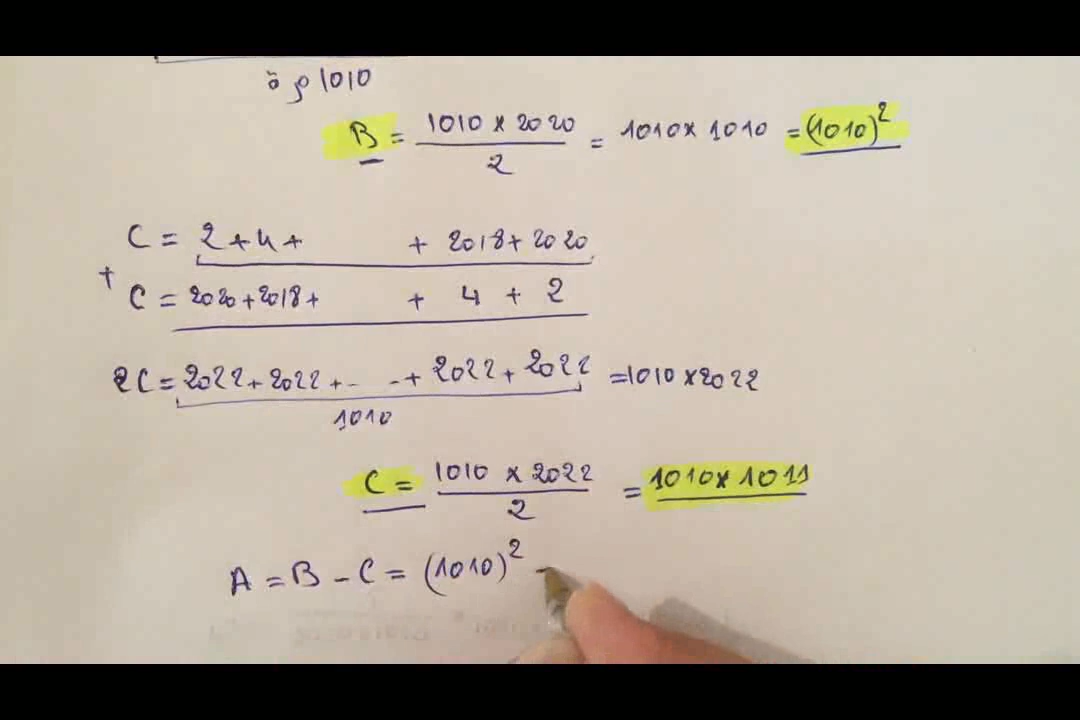 1010 مرة
B = 1010 × 2020 / 2 = 1010 × 1010 = (1010)²
C = 2 + 4 + + 2018 + 2020
+
C = 2020 + 2018 + + 4 + 2
2C = 2022 + 2022 + - - + 2022 + 2022 = 1010 × 2022
1010
C = 1010 × 2022 / 2 = 1010 × 1011
A = B - C = (1010)² -